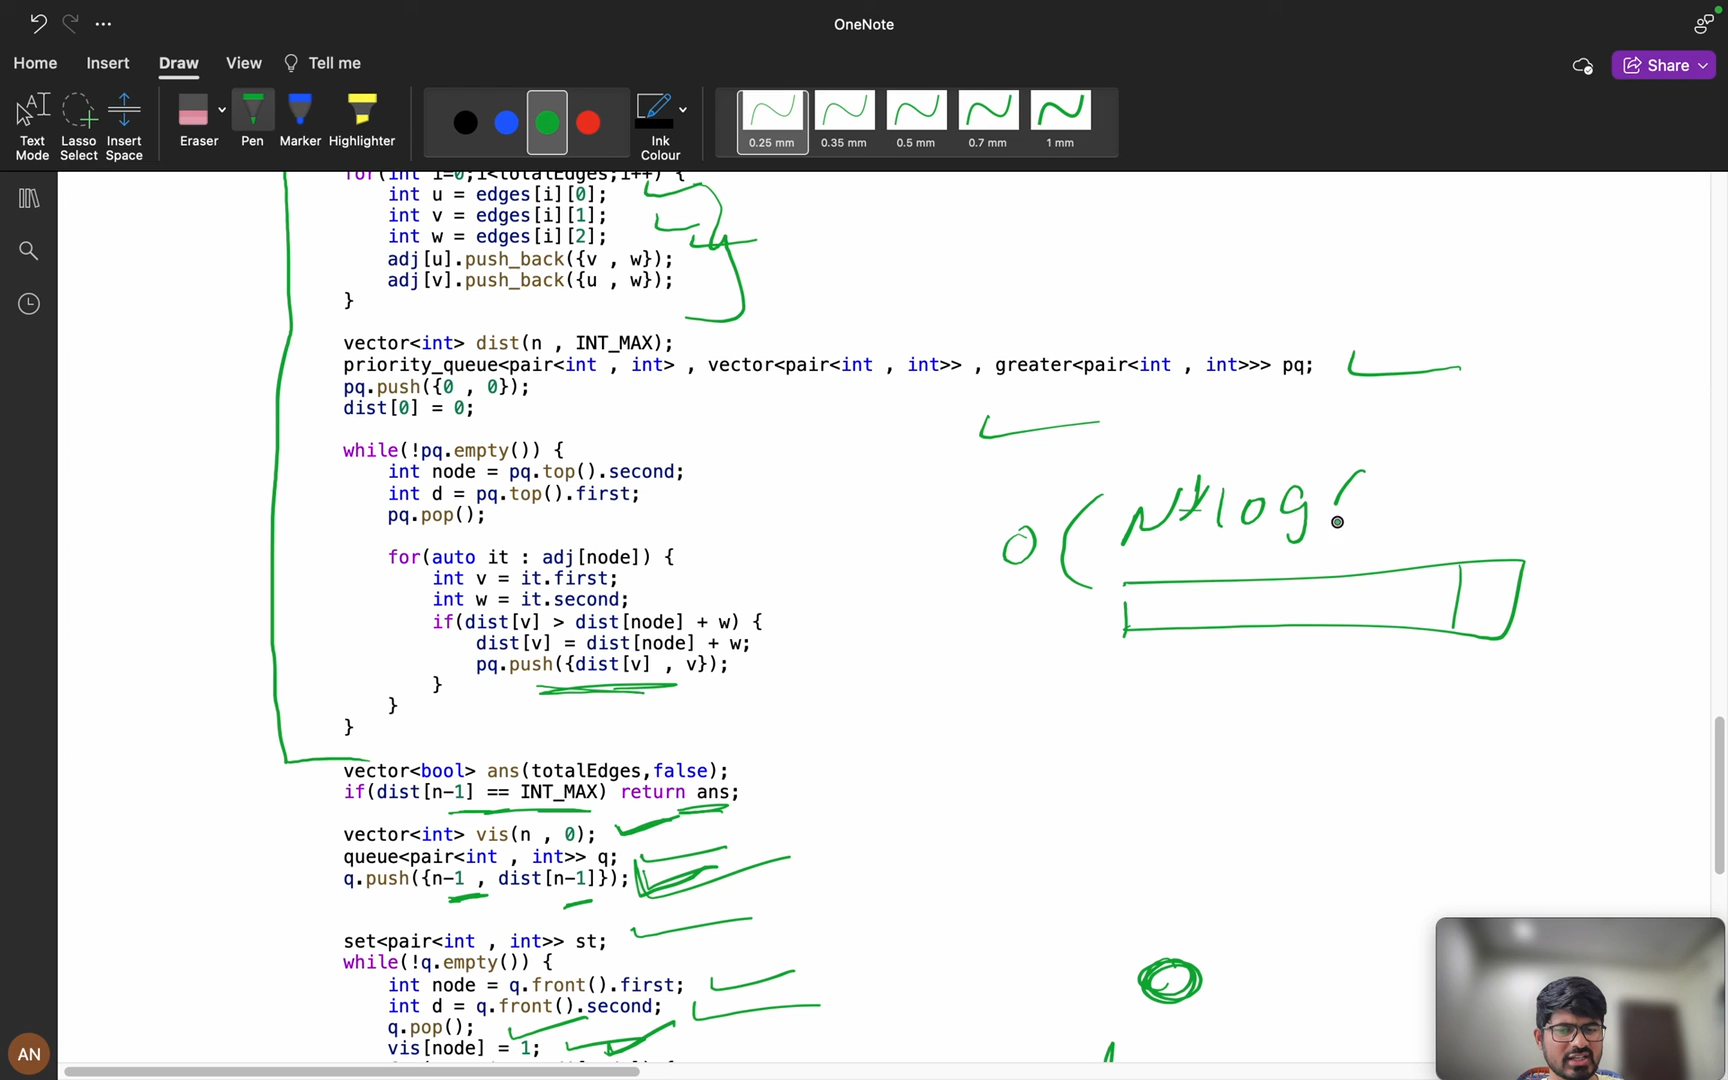 OneNote
Home Insert Draw View Tell me
Share
Text Mode
Lasso Select
Insert Space
Eraser
Pen
Marker
Highlighter
Ink Colour
0.25 mm
0.35 mm
0.5 mm
0.7 mm
1 mm
for(int i=0;i<totalEdges;i++) {
int u = edges[i][0];
int v = edges[i][1];
int w = edges[i][2];
adj[u].push_back({v , w});
adj[v].push_back({u , w});
}
vector<int> dist(n , INT_MAX);
priority_queue<pair<int , int> , vector<pair<int , int>> , greater<pair<int , int>>> pq;
pq.push({0 , 0});
dist[0] = 0;
while(!pq.empty()) {
int node = pq.top().second;
int d = pq.top().first;
pq.pop();
for(auto it : adj[node]) {
int v = it.first;
int w = it.second;
if(dist[v] > dist[node] + w) {
dist[v] = dist[node] + w;
pq.push({dist[v] , v});
}
}
}
O( N*log(
vector<bool> ans(totalEdges,false);
if(dist[n-1] == INT_MAX) return ans;
vector<int> vis(n , 0);
queue<pair<int , int>> q;
q.push({n-1 , dist[n-1]});
set<pair<int , int>> st;
while(!q.empty()) {
int node = q.front().first;
int d = q.front().second;
q.pop();
vis[node] = 1;
AN